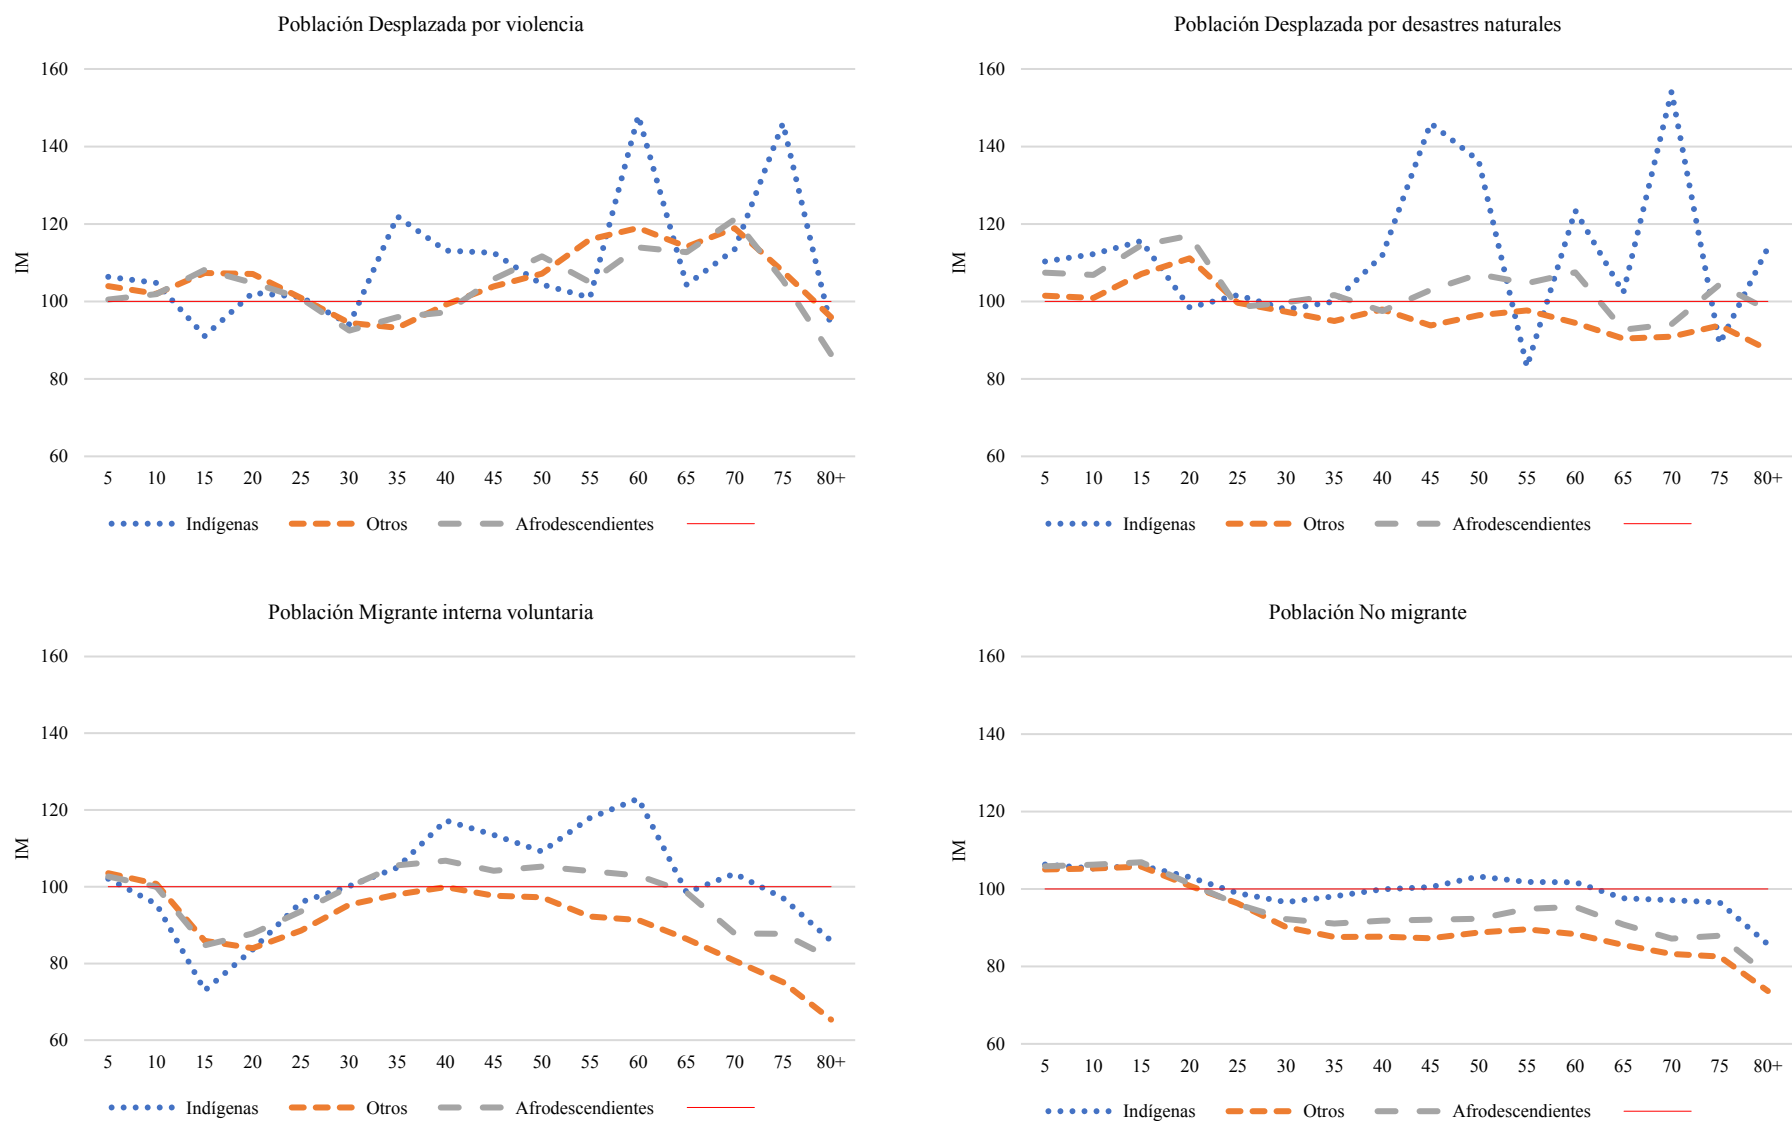 Población Desplazada por violencia
160
140
120
100
80
60
IM
5 10 15 20 25 30 35 40 45 50 55 60 65 70 75 80+
Indígenas Otros Afrodescendientes
Población Desplazada por desastres naturales
160
140
120
100
80
60
IM
5 10 15 20 25 30 35 40 45 50 55 60 65 70 75 80+
Indígenas Otros Afrodescendientes
Población Migrante interna voluntaria
160
140
120
100
80
60
IM
5 10 15 20 25 30 35 40 45 50 55 60 65 70 75 80+
Indígenas Otros Afrodescendientes
Población No migrante
160
140
120
100
80
60
IM
5 10 15 20 25 30 35 40 45 50 55 60 65 70 75 80+
Indígenas Otros Afrodescendientes